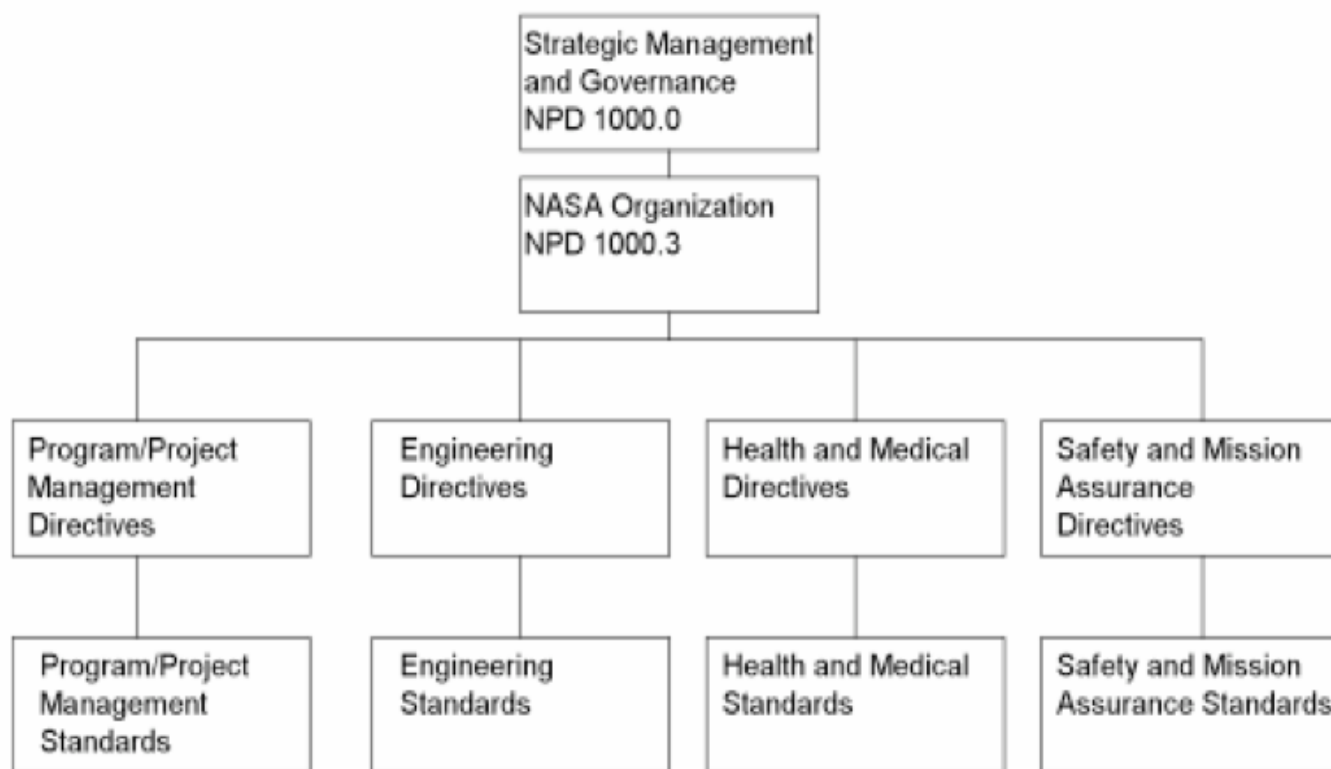 Strategic Management
and Governance
NPD 1000.0
NASA Organization
NPD 1000.3
Program/Project
Management
Directives
Engineering
Directives
Health and Medical
Directives
Safety and Mission
Assurance
Directives
Program/Project
Management
Standards
Engineering
Standards
Health and Medical
Standards
Safety and Mission
Assurance Standards